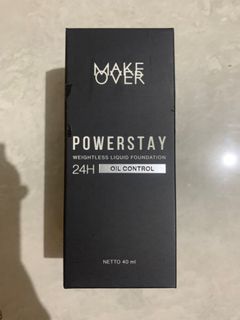 MAKE
OVER
POWERSTAY
WEIGHTLESS LIQUID FOUNDATION
24H OIL CONTROL
NETTO 40 ml